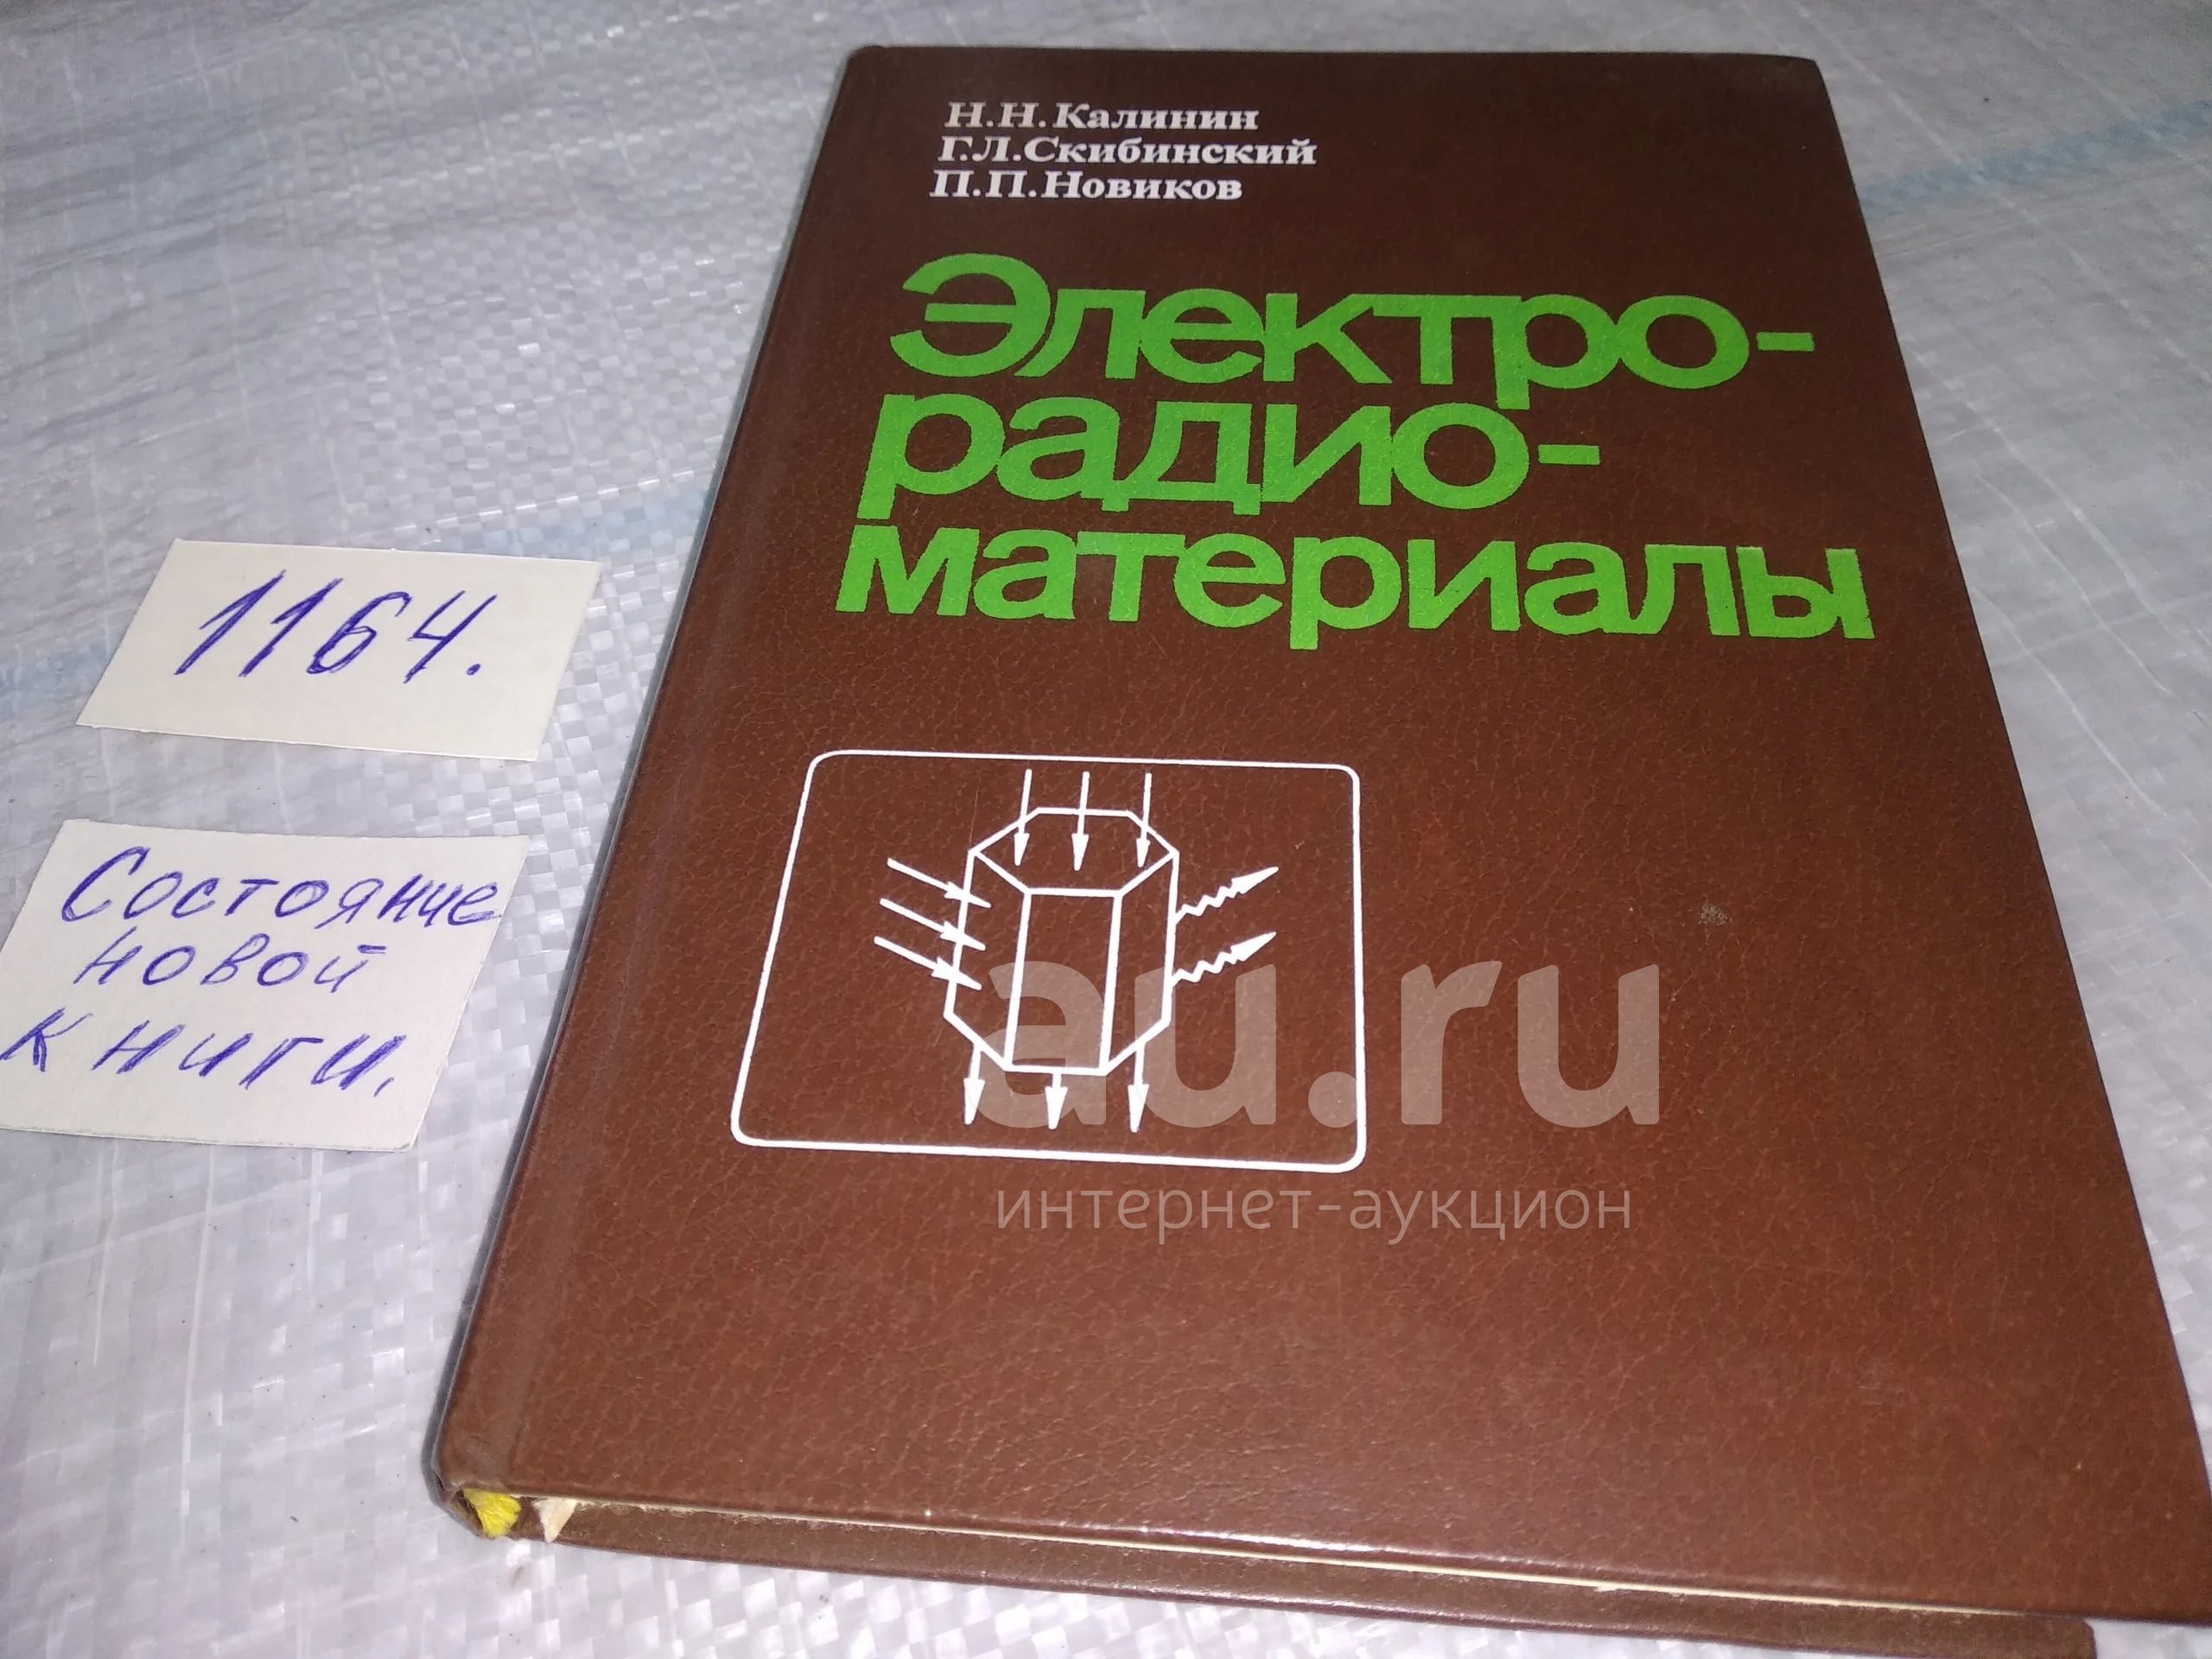 Н.Н.Калинин
Г.Л.Скибинский
П.П.Новиков
Электро-
радио-
материалы
1164.
Состояние
новой
книги.
au.ru
интернет-аукцион